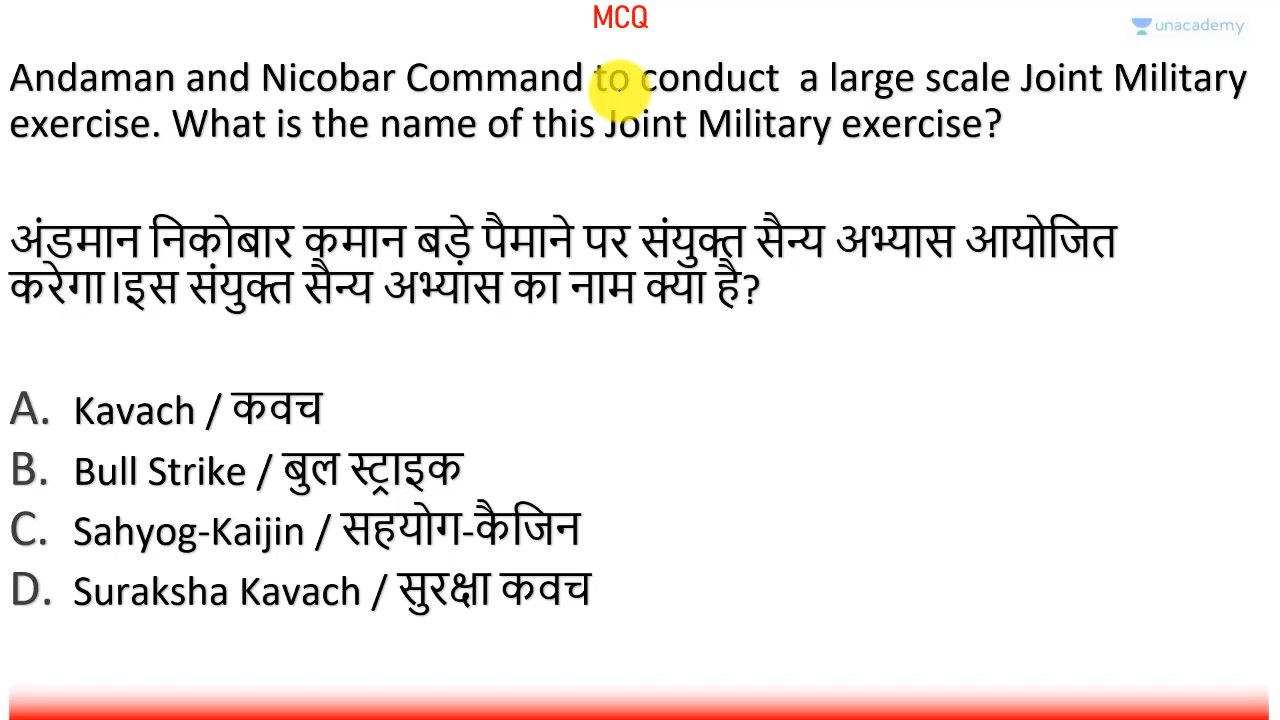 MCQ
unacademy
Andaman and Nicobar Command to conduct a large scale Joint Military
exercise. What is the name of this Joint Military exercise?
अंडमान निकोबार कमान बड़े पैमाने पर संयुक्त सैन्य अभ्यास आयोजित
करेगा।इस संयुक्त सैन्य अभ्यास का नाम क्या है?
A. Kavach / कवच
B. Bull Strike / बुल स्ट्राइक
C. Sahyog-Kaijin / सहयोग-कैजिन
D. Suraksha Kavach / सुरक्षा कवच